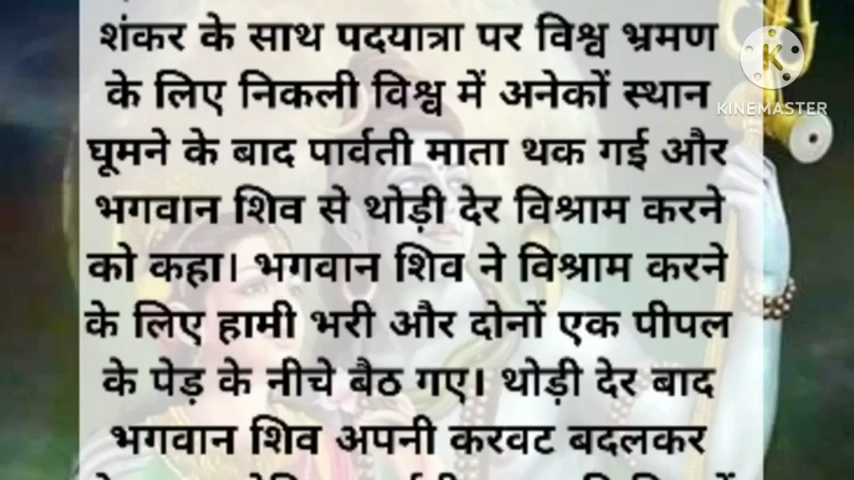 शंकर के साथ पदयात्रा पर विश्व भ्रमण
के लिए निकली विश्व में अनेकों स्थान
घूमने के बाद पार्वती माता थक गई और
भगवान शिव से थोड़ी देर विश्राम करने
को कहा। भगवान शिव ने विश्राम करने
के लिए हामी भरी और दोनों एक पीपल
के पेड़ के नीचे बैठ गए। थोड़ी देर बाद
भगवान शिव अपनी करवट बदलकर
K
KINEMASTER